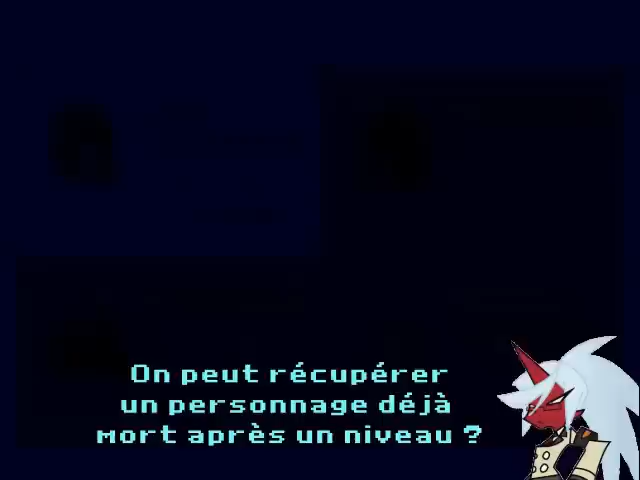 On peut récupérer
un personnage déjà
mort après un niveau ?